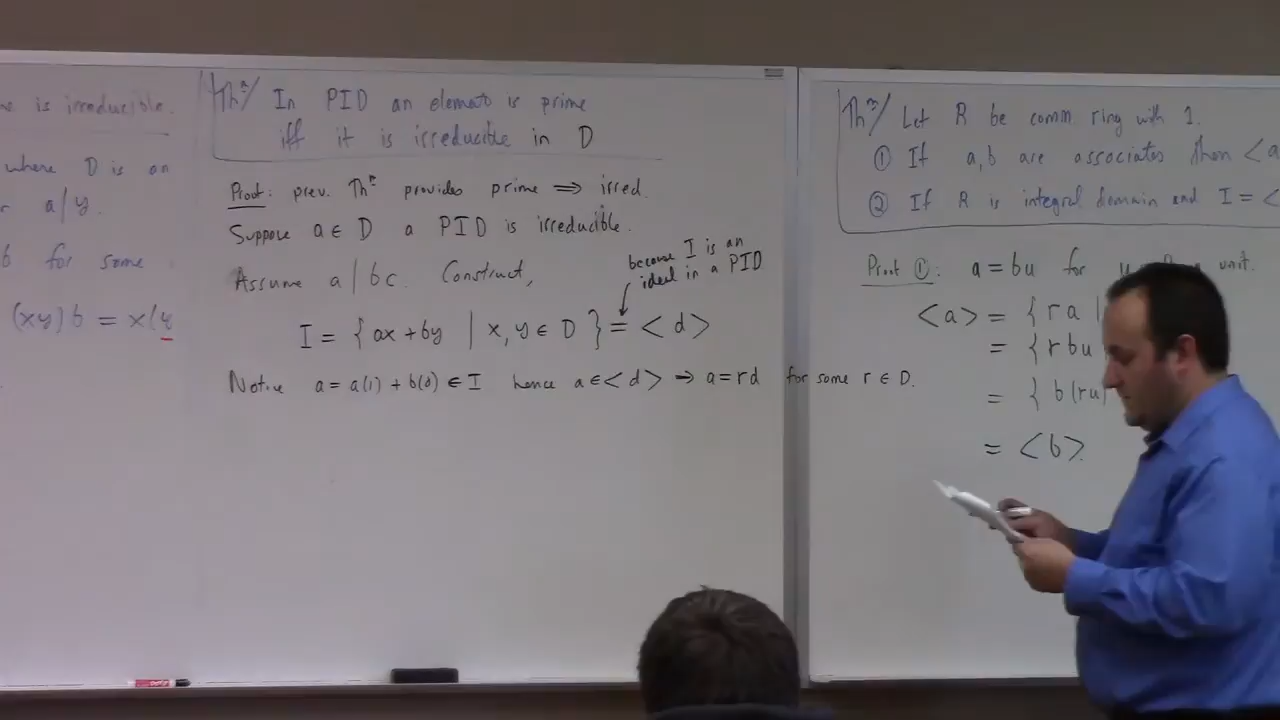 is irreducible.
where D is an
a/y.
b for some
(xy)b = x(y
Thm/ In PID an element is prime
iff it is irreducible in D
Proof: prev. Thm provides prime ⟹ irred.
Suppose a ∈ D a PID is irreducible.
Assume a | bc. Construct,
because I is an
ideal in a PID
I = { ax + by | x, y ∈ D } = <d>
Notice a = a(1) + b(0) ∈ I hence a ∈ <d> → a = rd for some r ∈ D.
Thm/ Let R be comm. ring with 1.
① If a, b are associates then <a
② If R is integral domain and I = <
Proof ①: a = bu for unit.
<a> = { ra |
= { rbu
= { b(ru)
= <b>.